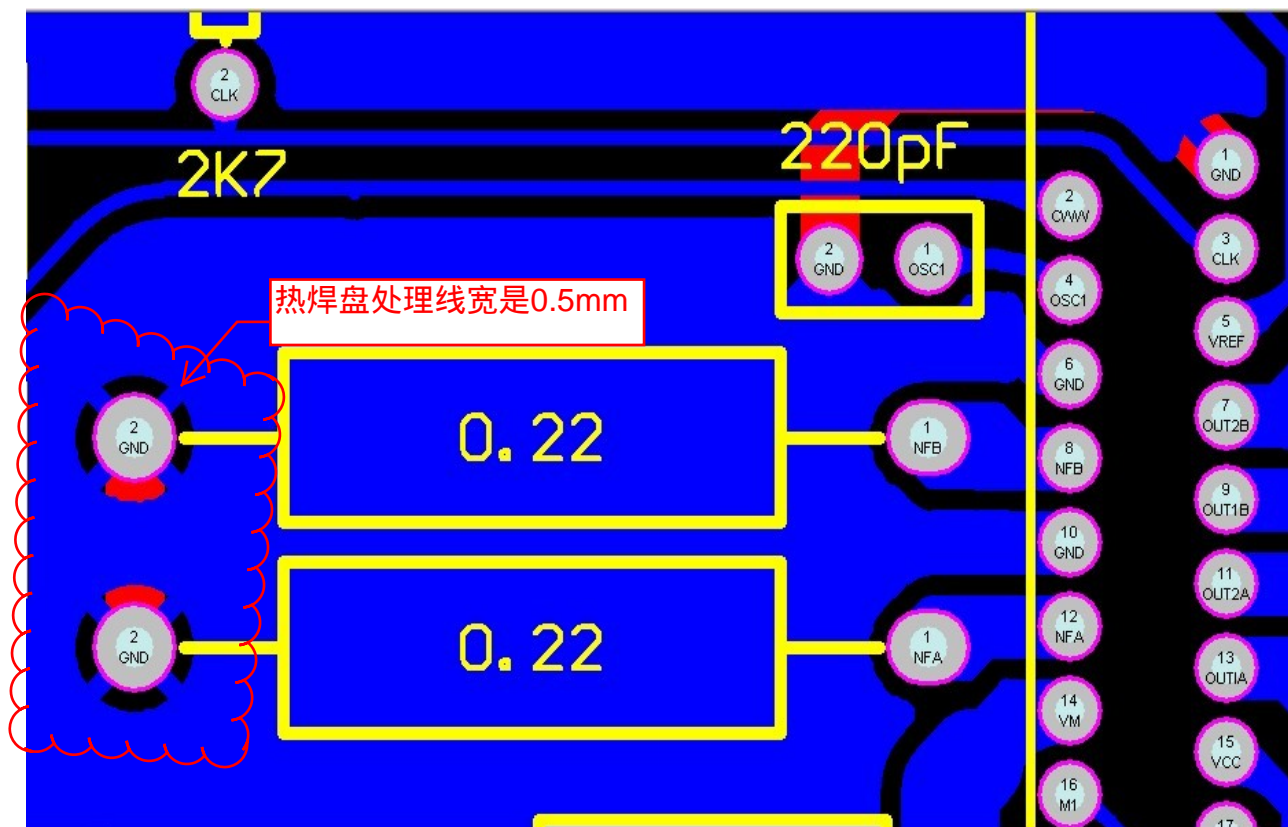 2
CLK
2K7
220pF
1
GND
2
CVVV
3
CLK
2
GND
1
OSC1
4
OSC1
热焊盘处理线宽是0.5mm
5
VREF
6
GND
7
OUT2B
2
GND
0.22
1
NFB
8
NFB
9
OUT1B
10
GND
11
OUT2A
12
NFA
2
GND
0.22
1
NFA
13
OUTIA
14
VM
15
VCC
16
M1
17